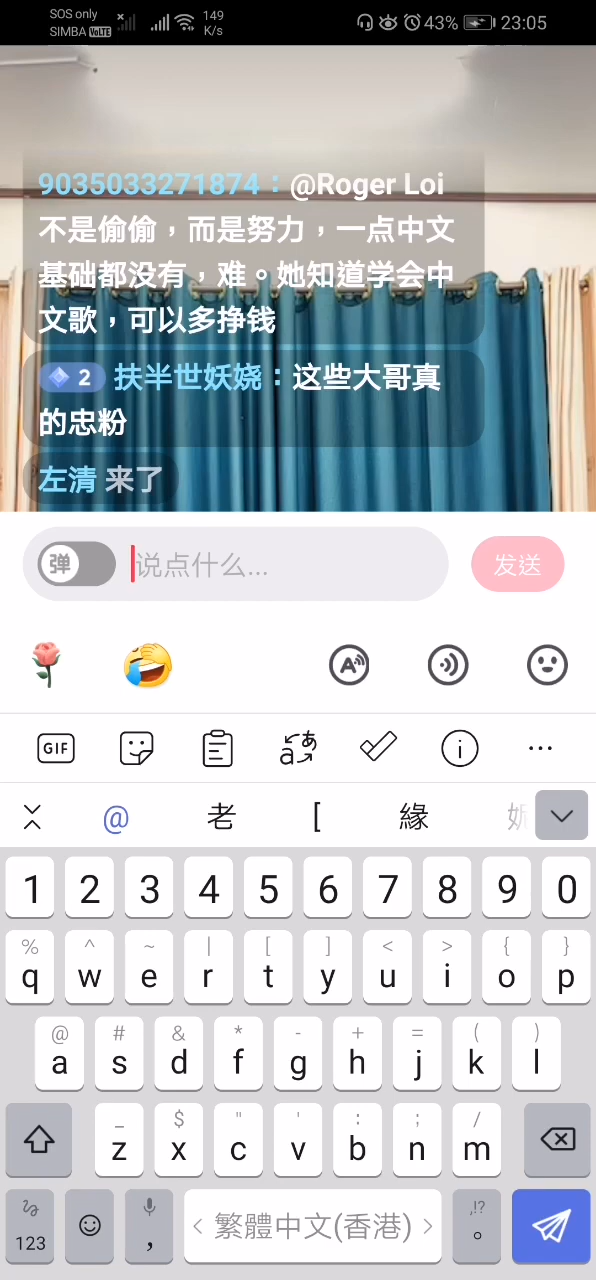 SOS only
SIMBA VoLTE
149
K/s
43%
23:05
9035033271874：@Roger Loi
不是偷偷，而是努力，一点中文
基础都没有，难。她知道学会中
文歌，可以多挣钱
2 扶半世妖娆：这些大哥真
的忠粉
左清 来了
弹 说点什么...
发送
A
GIF
aあ
i
...
@ 老 [ 緣
1 2 3 4 5 6 7 8 9 0
% ^ ~ | [ ] < > { }
q w e r t y u i o p
@ # & * - + = ( )
a s d f g h j k l
_ $ " ' : ; /
z x c v b n m
,!?
123 , < 繁體中文(香港) > 。